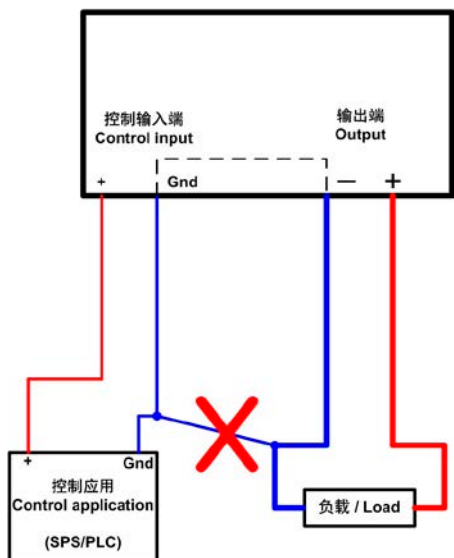 控制输入端
Control input
输出端
Output
+
Gnd
—
+
+
Gnd
控制应用
Control application
(SPS/PLC)
负载 / Load